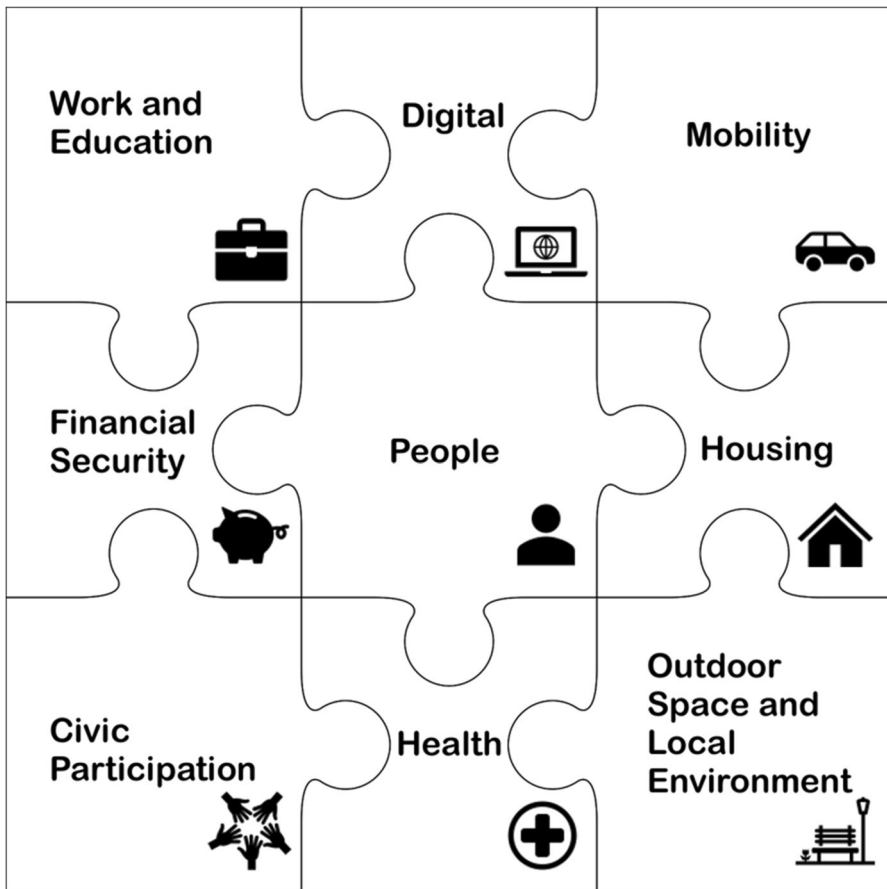 Work and
Education
Digital
Mobility
Financial
Security
People
Housing
Civic
Participation
Health
Outdoor
Space and
Local
Environment